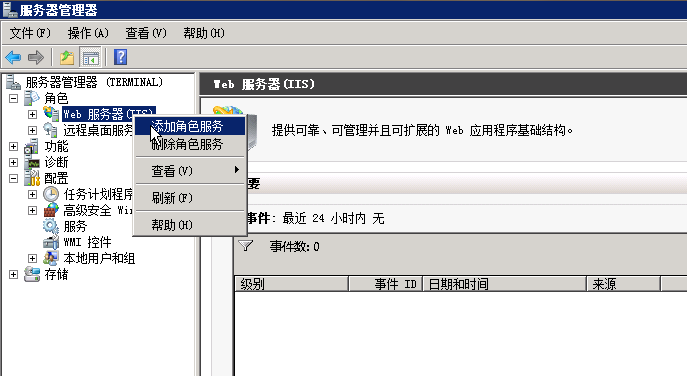 服务器管理器
文件(F) 操作(A) 查看(V) 帮助(H)
服务器管理器 (TERMINAL)
角色
Web 服务器(IIS)
远程桌面服务
功能
诊断
配置
任务计划程序
高级安全 Win
服务
WMI 控件
本地用户和组
存储
添加角色服务
删除角色服务
查看(V)
刷新(F)
帮助(H)
Web 服务器(IIS)
提供可靠、可管理并且可扩展的 Web 应用程序基础结构。
要
事件: 最近 24 小时内 无
事件数: 0
级别 事件 ID 日期和时间 来源